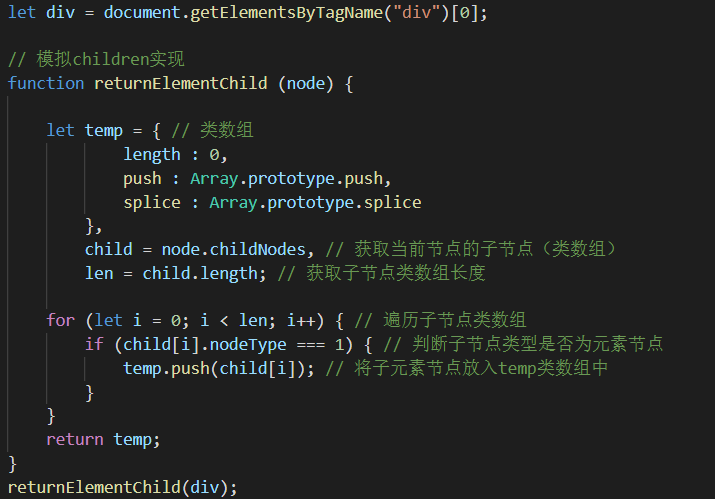 let div = document.getElementsByTagName("div")[0];
// 模拟children实现
function returnElementChild (node) {
let temp = { // 类数组
length : 0,
push : Array.prototype.push,
splice : Array.prototype.splice
},
child = node.childNodes, // 获取当前节点的子节点（类数组）
len = child.length; // 获取子节点类数组长度
for (let i = 0; i < len; i++) { // 遍历子节点类数组
if (child[i].nodeType === 1) { // 判断子节点类型是否为元素节点
temp.push(child[i]); // 将子元素节点放入temp类数组中
}
}
return temp;
}
returnElementChild(div);